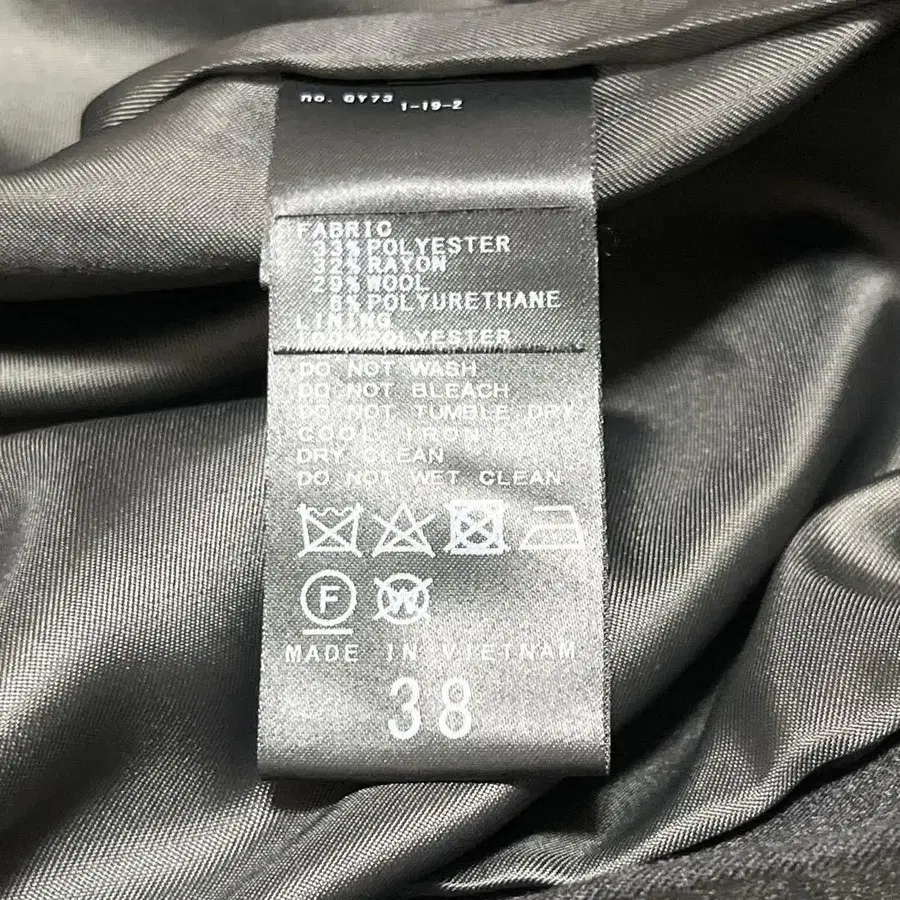 no. GY73 1-19-2
FABRIC
33% POLYESTER
32% RAYON
29% WOOL
6% POLYURETHANE
LINING
POLYESTER
DO NOT WASH
DO NOT BLEACH
DO NOT TUMBLE DRY
COOL IRON
DRY CLEAN
DO NOT WET CLEAN
F W
MADE IN VIETNAM
38